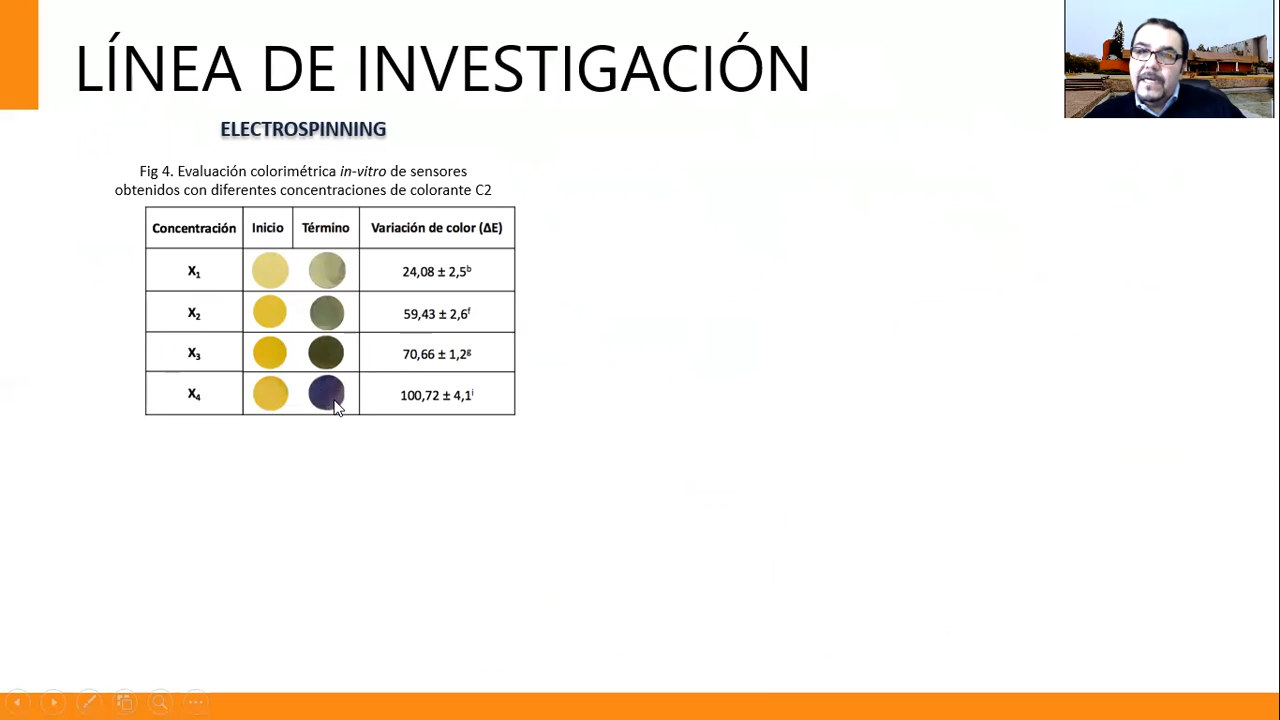 LÍNEA DE INVESTIGACIÓN
ELECTROSPINNING
Fig 4. Evaluación colorimétrica in-vitro de sensores
obtenidos con diferentes concentraciones de colorante C2
Concentración Inicio Término Variación de color (ΔE)
X1 24,08 ± 2,5b
X2 59,43 ± 2,6f
X3 70,66 ± 1,2g
X4 100,72 ± 4,1i